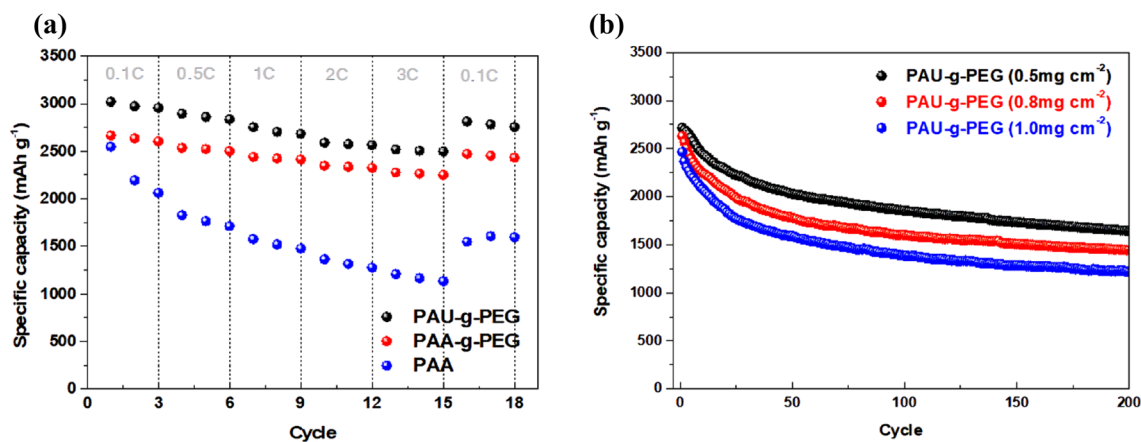 (a)
3500
3000
2500
2000
1500
1000
500
0
Specific capacity (mAh g⁻¹)
0.1C 0.5C 1C 2C 3C 0.1C
PAU-g-PEG
PAA-g-PEG
PAA
0 3 6 9 12 15 18
Cycle
(b)
3500
3000
2500
2000
1500
1000
500
0
Specific capacity (mAh g⁻¹)
PAU-g-PEG (0.5mg cm⁻²)
PAU-g-PEG (0.8mg cm⁻²)
PAU-g-PEG (1.0mg cm⁻²)
0 50 100 150 200
Cycle